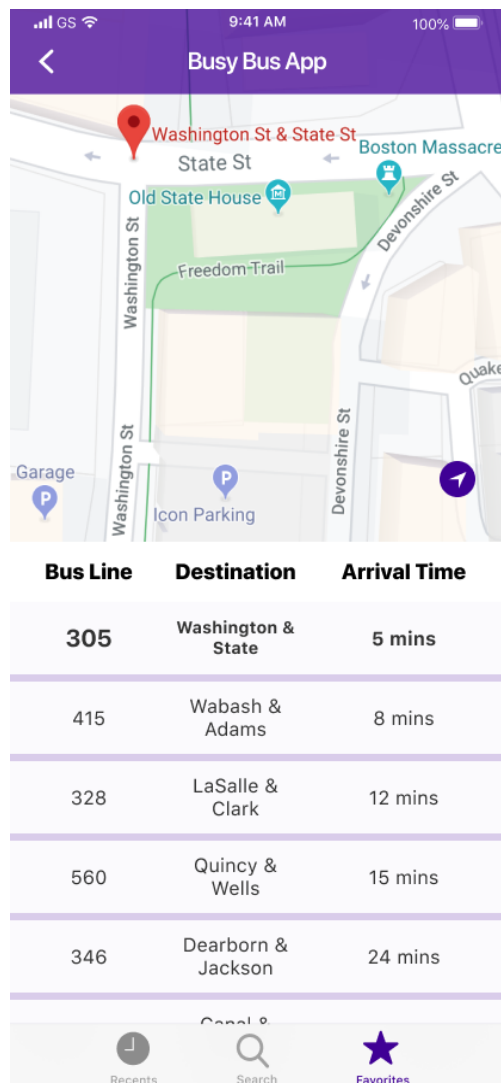 GS 9:41 AM 100%
Busy Bus App
Washington St & State St
State St
Boston Massacre
Old State House
Devonshire St
Washington St
Freedom Trail
Quake
Washington St
Devonshire St
Garage
P
P
Icon Parking
Bus Line Destination Arrival Time
305 Washington & State 5 mins
415 Wabash & Adams 8 mins
328 LaSalle & Clark 12 mins
560 Quincy & Wells 15 mins
346 Dearborn & Jackson 24 mins
Canal &
Recents Search Favorites